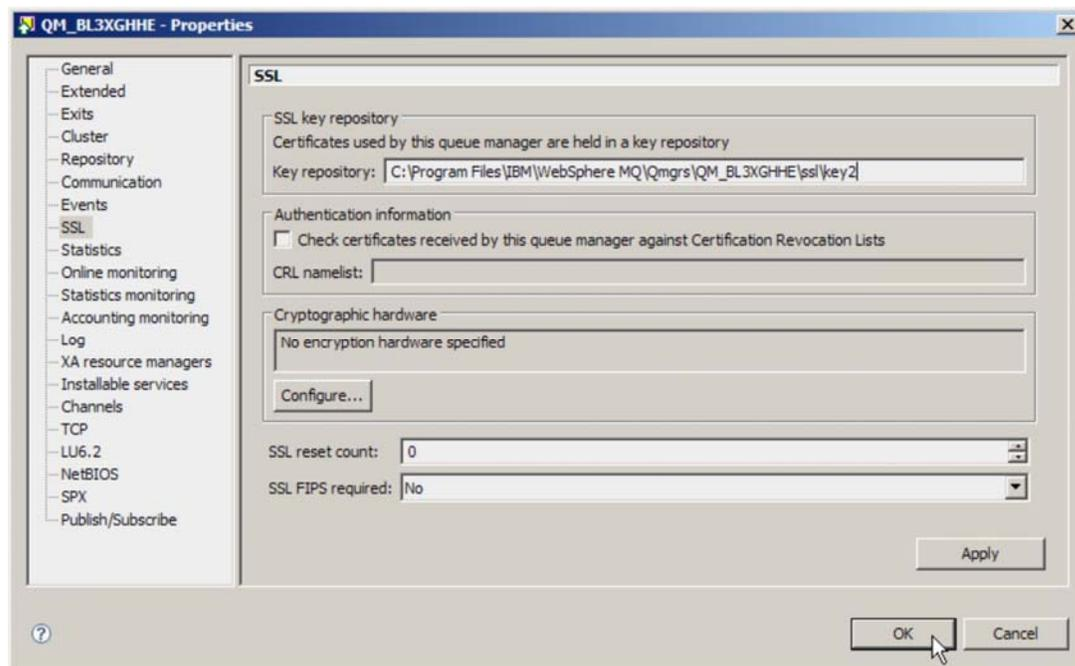 QM_BL3XGHHE - Properties
General
Extended
Exits
Cluster
Repository
Communication
Events
SSL
Statistics
Online monitoring
Statistics monitoring
Accounting monitoring
Log
XA resource managers
Installable services
Channels
TCP
LU6.2
NetBIOS
SPX
Publish/Subscribe
SSL
SSL key repository
Certificates used by this queue manager are held in a key repository
Key repository: C:\Program Files\IBM\WebSphere MQ\Qmgrs\QM_BL3XGHHE\ssl\key2
Authentication information
Check certificates received by this queue manager against Certification Revocation Lists
CRL namelist:
Cryptographic hardware
No encryption hardware specified
Configure...
SSL reset count: 0
SSL FIPS required: No
Apply
? OK Cancel